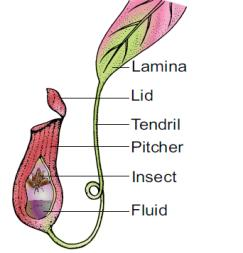 Lamina
Lid
Tendril
Pitcher
Insect
Fluid